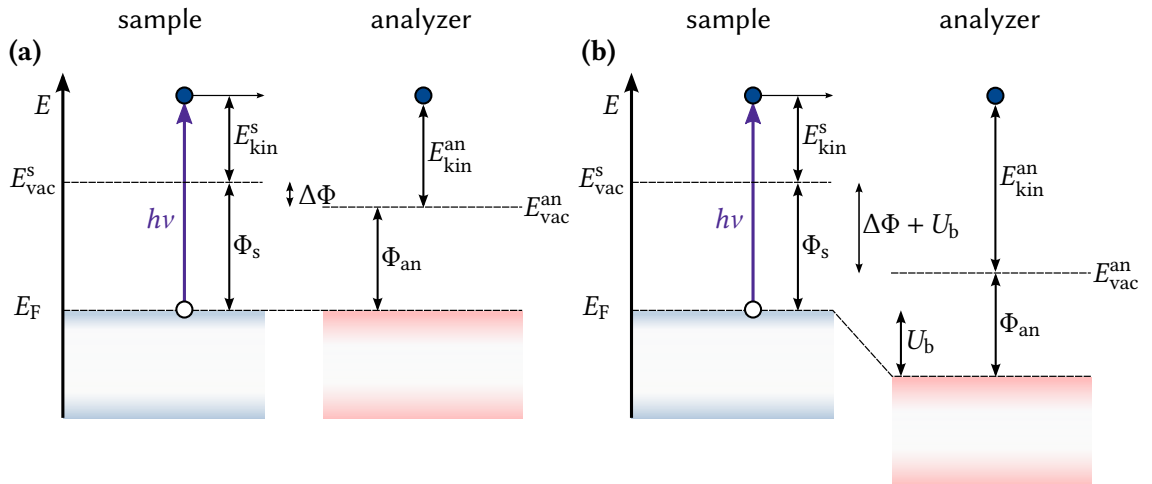 sample
analyzer
(a)
E
E^s_kin
E^an_kin
E^s_vac
ΔΦ
E^an_vac
hν
Φ_s
Φ_an
E_F
sample
analyzer
(b)
E
E^s_kin
E^an_kin
E^s_vac
hν
Φ_s
ΔΦ + U_b
E^an_vac
E_F
U_b
Φ_an